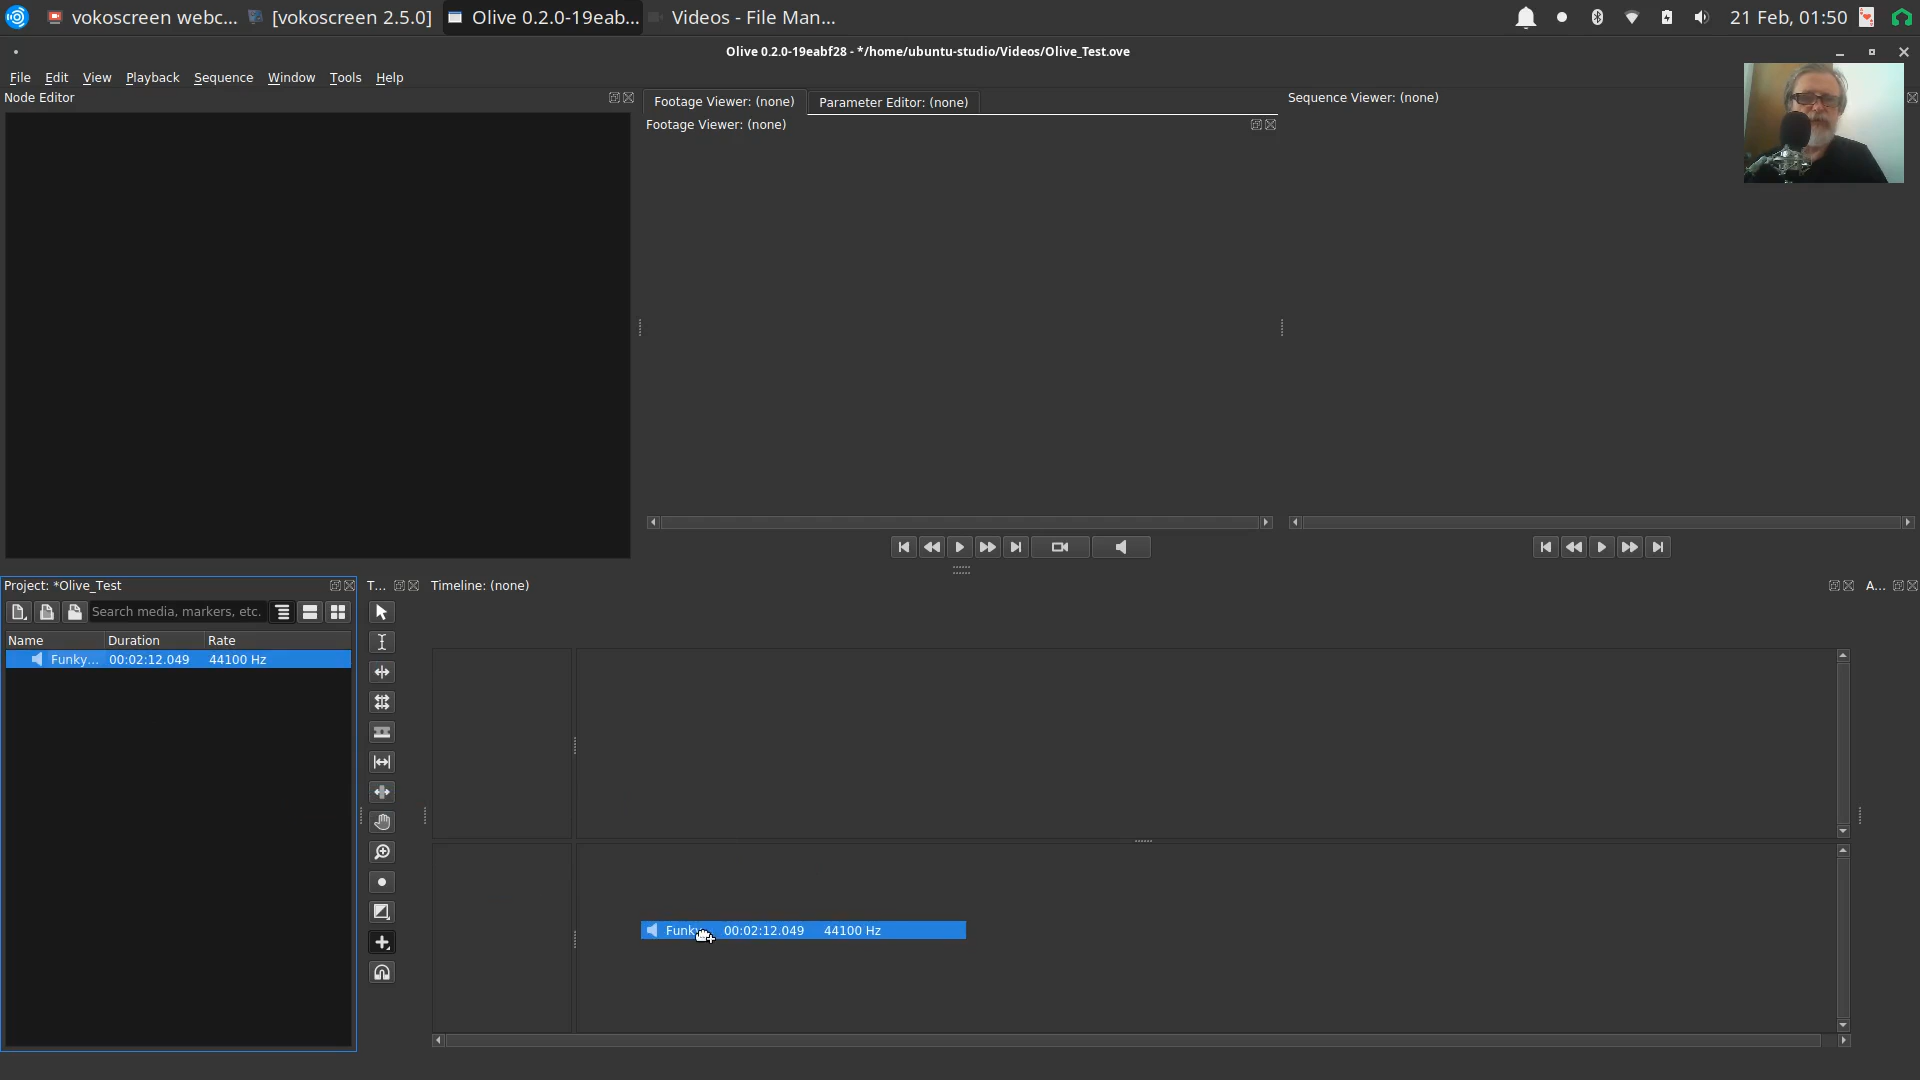 vokoscreen webc... [vokoscreen 2.5.0] Olive 0.2.0-19eab... Videos - File Man... 21 Feb, 01:50
Olive 0.2.0-19eabf28 - */home/ubuntu-studio/Videos/Olive_Test.ove
File Edit View Playback Sequence Window Tools Help
Node Editor
Footage Viewer: (none) Parameter Editor: (none)
Footage Viewer: (none)
Sequence Viewer: (none)
Project: *Olive_Test
T...
Timeline: (none)
A...
Search media, markers, etc.
Name Duration Rate
Funky... 00:02:12.049 44100 Hz
Funky 00:02:12.049 44100 Hz